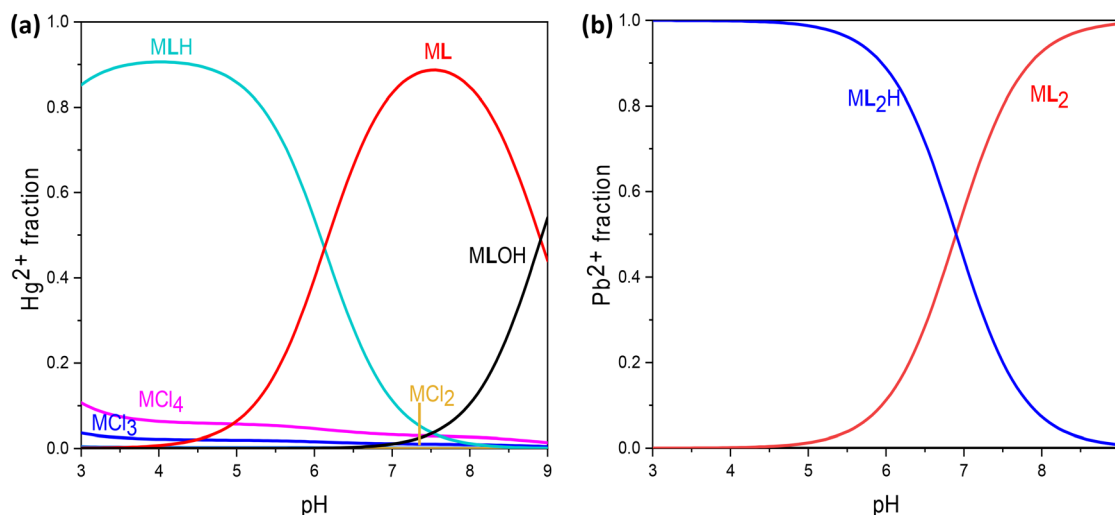 (a)
Hg2+ fraction
1.0
0.8
0.6
0.4
0.2
0.0
MLH
ML
MLOH
MCl4
MCl3
MCl2
3 4 5 6 7 8 9
pH
(b)
Pb2+ fraction
1.0
0.8
0.6
0.4
0.2
0.0
ML2H
ML2
3 4 5 6 7 8
pH